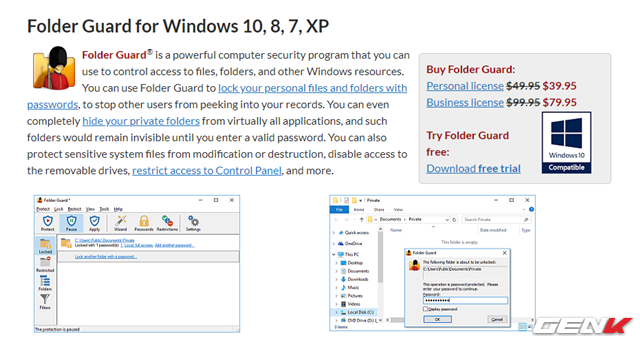 Folder Guard for Windows 10, 8, 7, XP
Folder Guard® is a powerful computer security program that you can
use to control access to files, folders, and other Windows resources.
You can use Folder Guard to lock your personal files and folders with
passwords, to stop other users from peeking into your records. You can even
completely hide your private folders from virtually all applications, and such
folders would remain invisible until you enter a valid password. You can also
protect sensitive system files from modification or destruction, disable access to
the removable drives, restrict access to Control Panel, and more.
Buy Folder Guard:
Personal license $49.95 $39.95
Business license $99.95 $79.95
Try Folder Guard
free:
Download free trial
Windows10
Compatible
Folder Guard *
Protect Lock Restrict View Tools Help
Protect Pause Apply Wizard Passwords Restrictions Settings
Locked
Restricted
Folders
Filters
C:\Users\Public\Documents\Private
Locked with 1 password(s) Local full access Add another password...
Lock another folder with a password...
The protection is paused
Private
File Home Share View
Documents Private
Search Private
Name Date modified Type
This folder is empty.
Quick access
OneDrive
This PC
Desktop
Documents
Music
Pictures
Videos
Local Disk (C:)
DVD Drive (D:)
0 items
Folder Guard
The following folder is about to be unlocked:
C:\Users\Public\Documents\Private
The operation is password-protected. Please
enter your password to continue.
Password:
Display password
OK Cancel
GENK